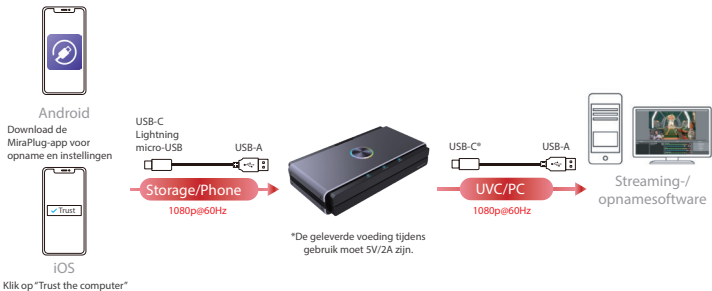 Android
Download de
MiraPlug-app voor
opname en instellingen
✓Trust
iOS
Klik op "Trust the computer"
USB-C
Lightning
micro-USB
USB-A
Storage/Phone
1080p@60Hz
*De geleverde voeding tijdens
gebruik moet 5V/2A zijn.
USB-C*
USB-A
UVC/PC
1080p@60Hz
Streaming-/
opnamesoftware